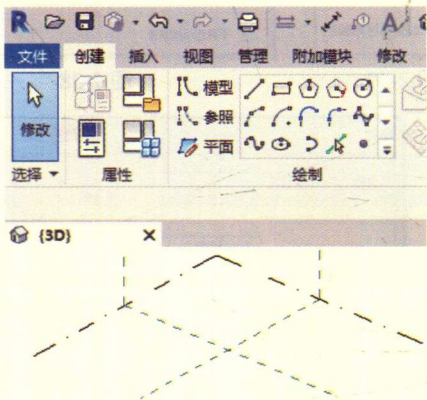 文件 创建 插入 视图 管理 附加模块 修改
修改
模型
参照
平面
选择 属性 绘制
{3D}